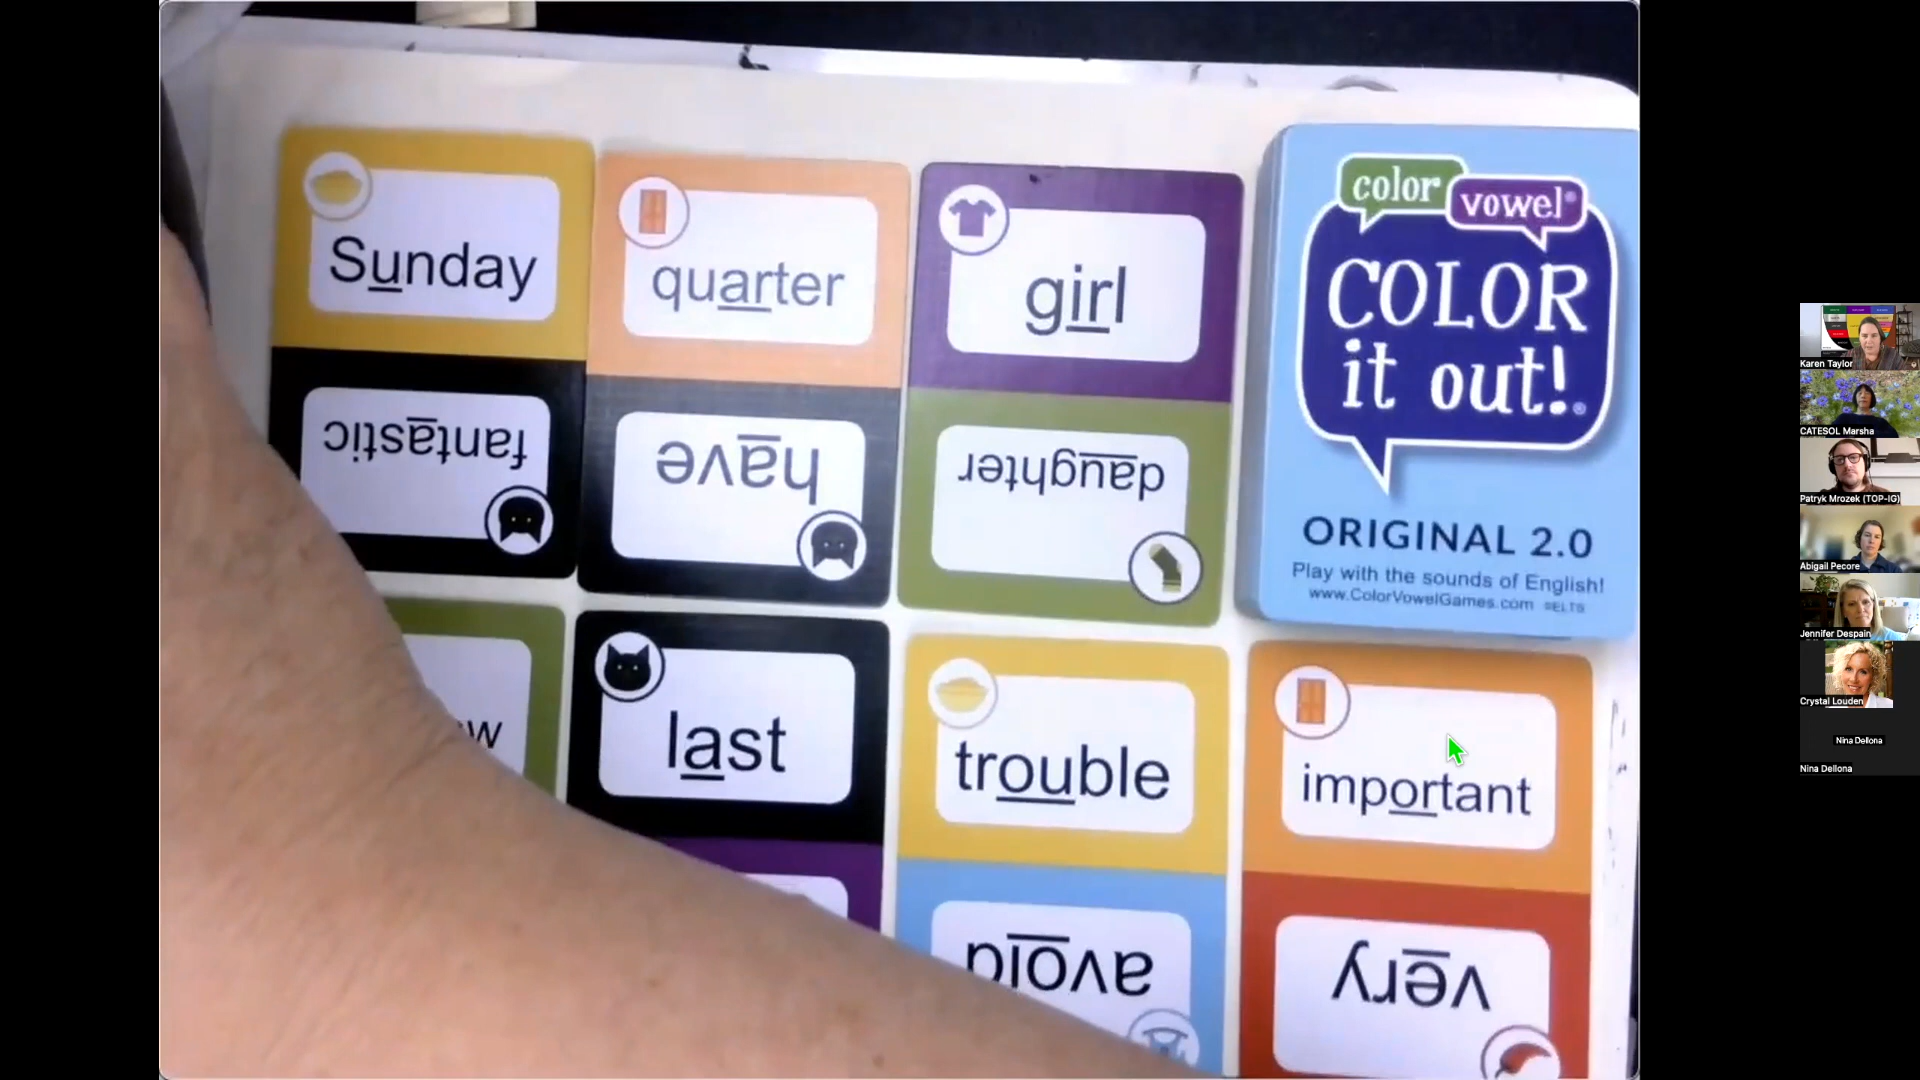 Sunday
quarter
girl
color
vowel®
COLOR
it out!®
ORIGINAL 2.0
Play with the sounds of English!
www.ColorVowelGames.com SELTS
fantastic
have
daughter
last
trouble
important
avoid
very
Karen Taylor
CATESOL Marsha
Patryk Mrozek (TOP-IG)
Abigail Pecore
Jennifer Despain
Crystal Louden
Nina Dellona
Nina Dellona